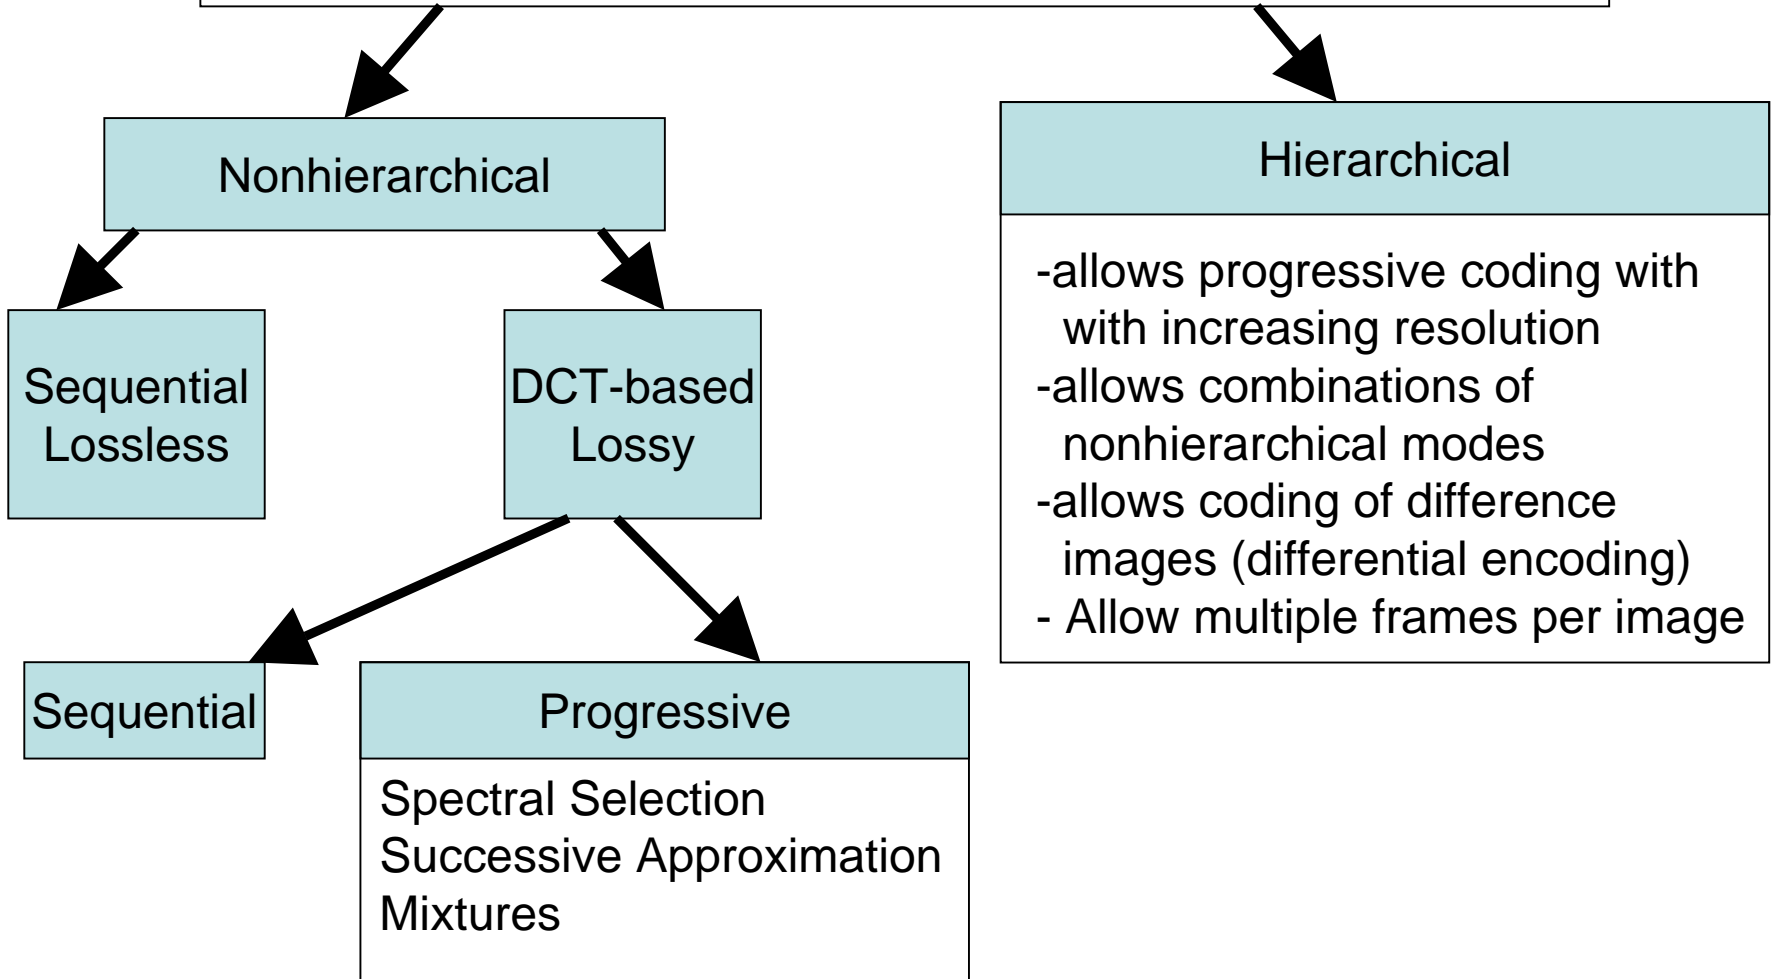 Nonhierarchical
Hierarchical
-allows progressive coding with
with increasing resolution
-allows combinations of
nonhierarchical modes
-allows coding of difference
images (differential encoding)
- Allow multiple frames per image
Sequential
Lossless
DCT-based
Lossy
Sequential
Progressive
Spectral Selection
Successive Approximation
Mixtures